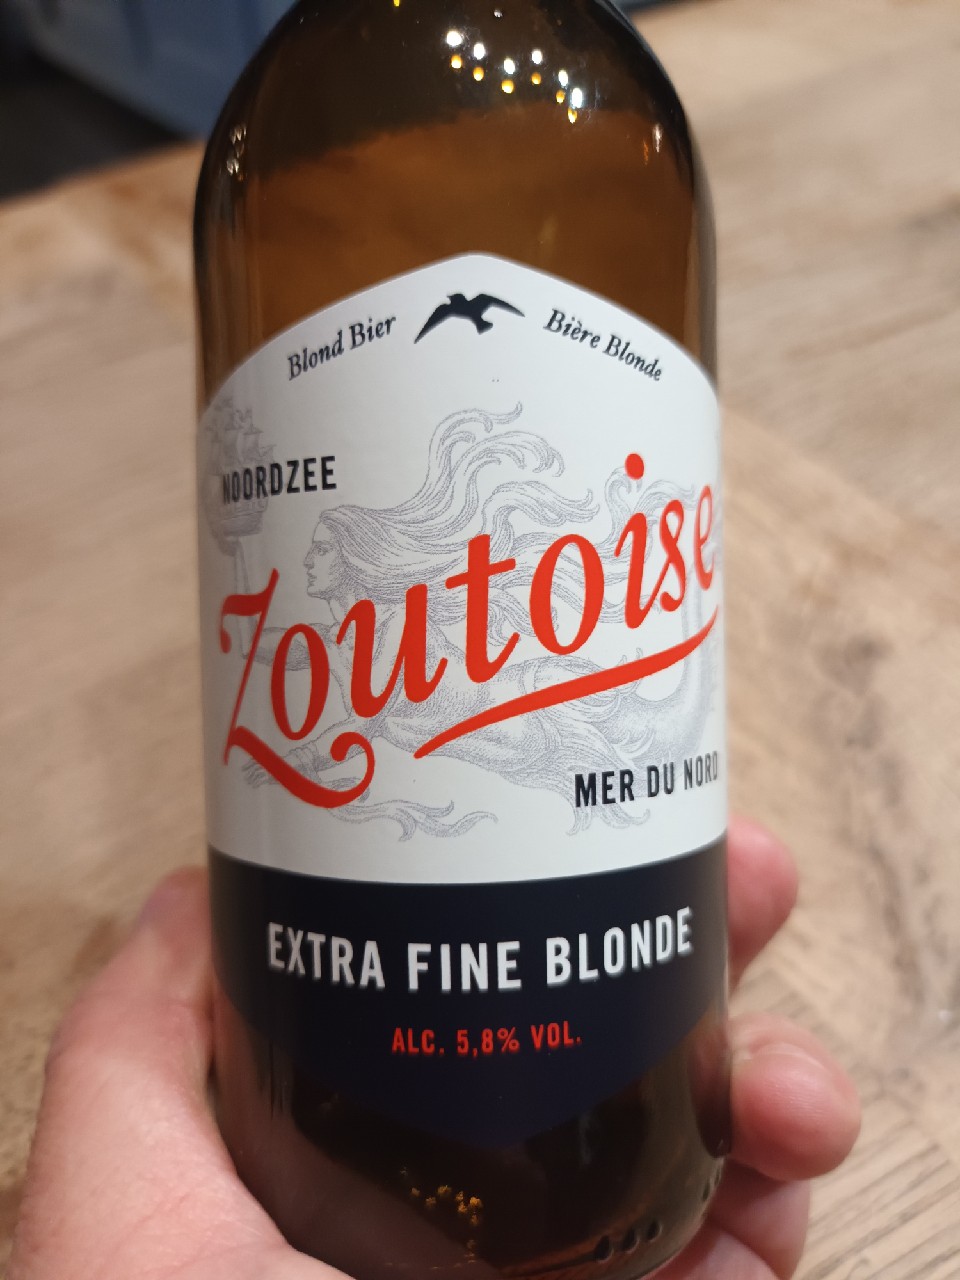 Blond Bier
Bière Blonde
NOORDZEE
Zoutoise
MER DU NORD
EXTRA FINE BLONDE
ALC. 5,8% VOL.